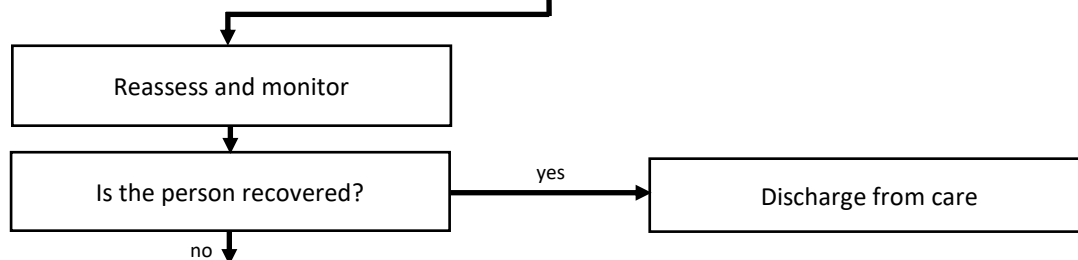 Reassess and monitor
Is the person recovered?
yes
Discharge from care
no